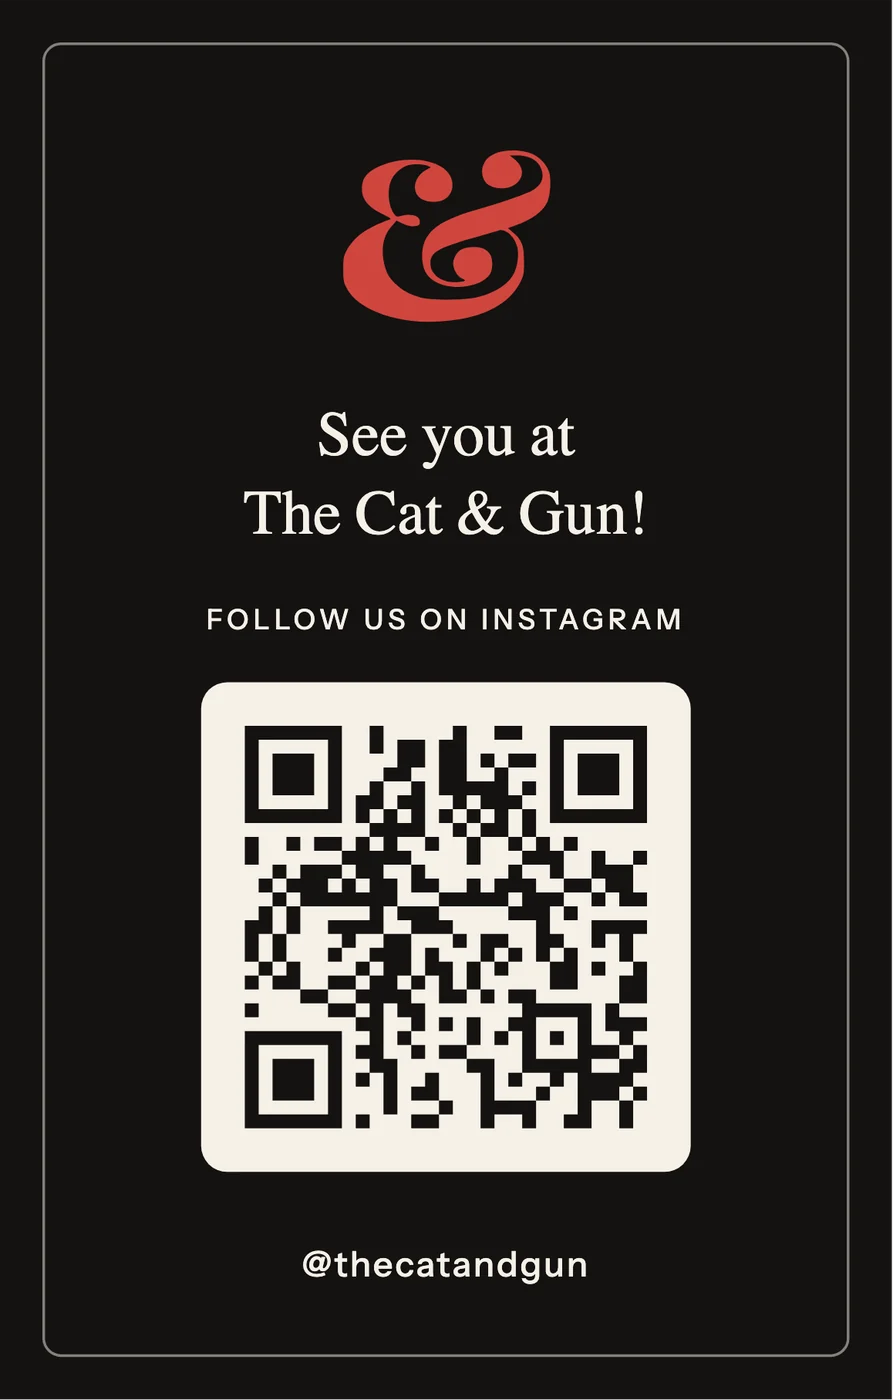 &
See you at
The Cat & Gun!
FOLLOW US ON INSTAGRAM
@thecatandgun